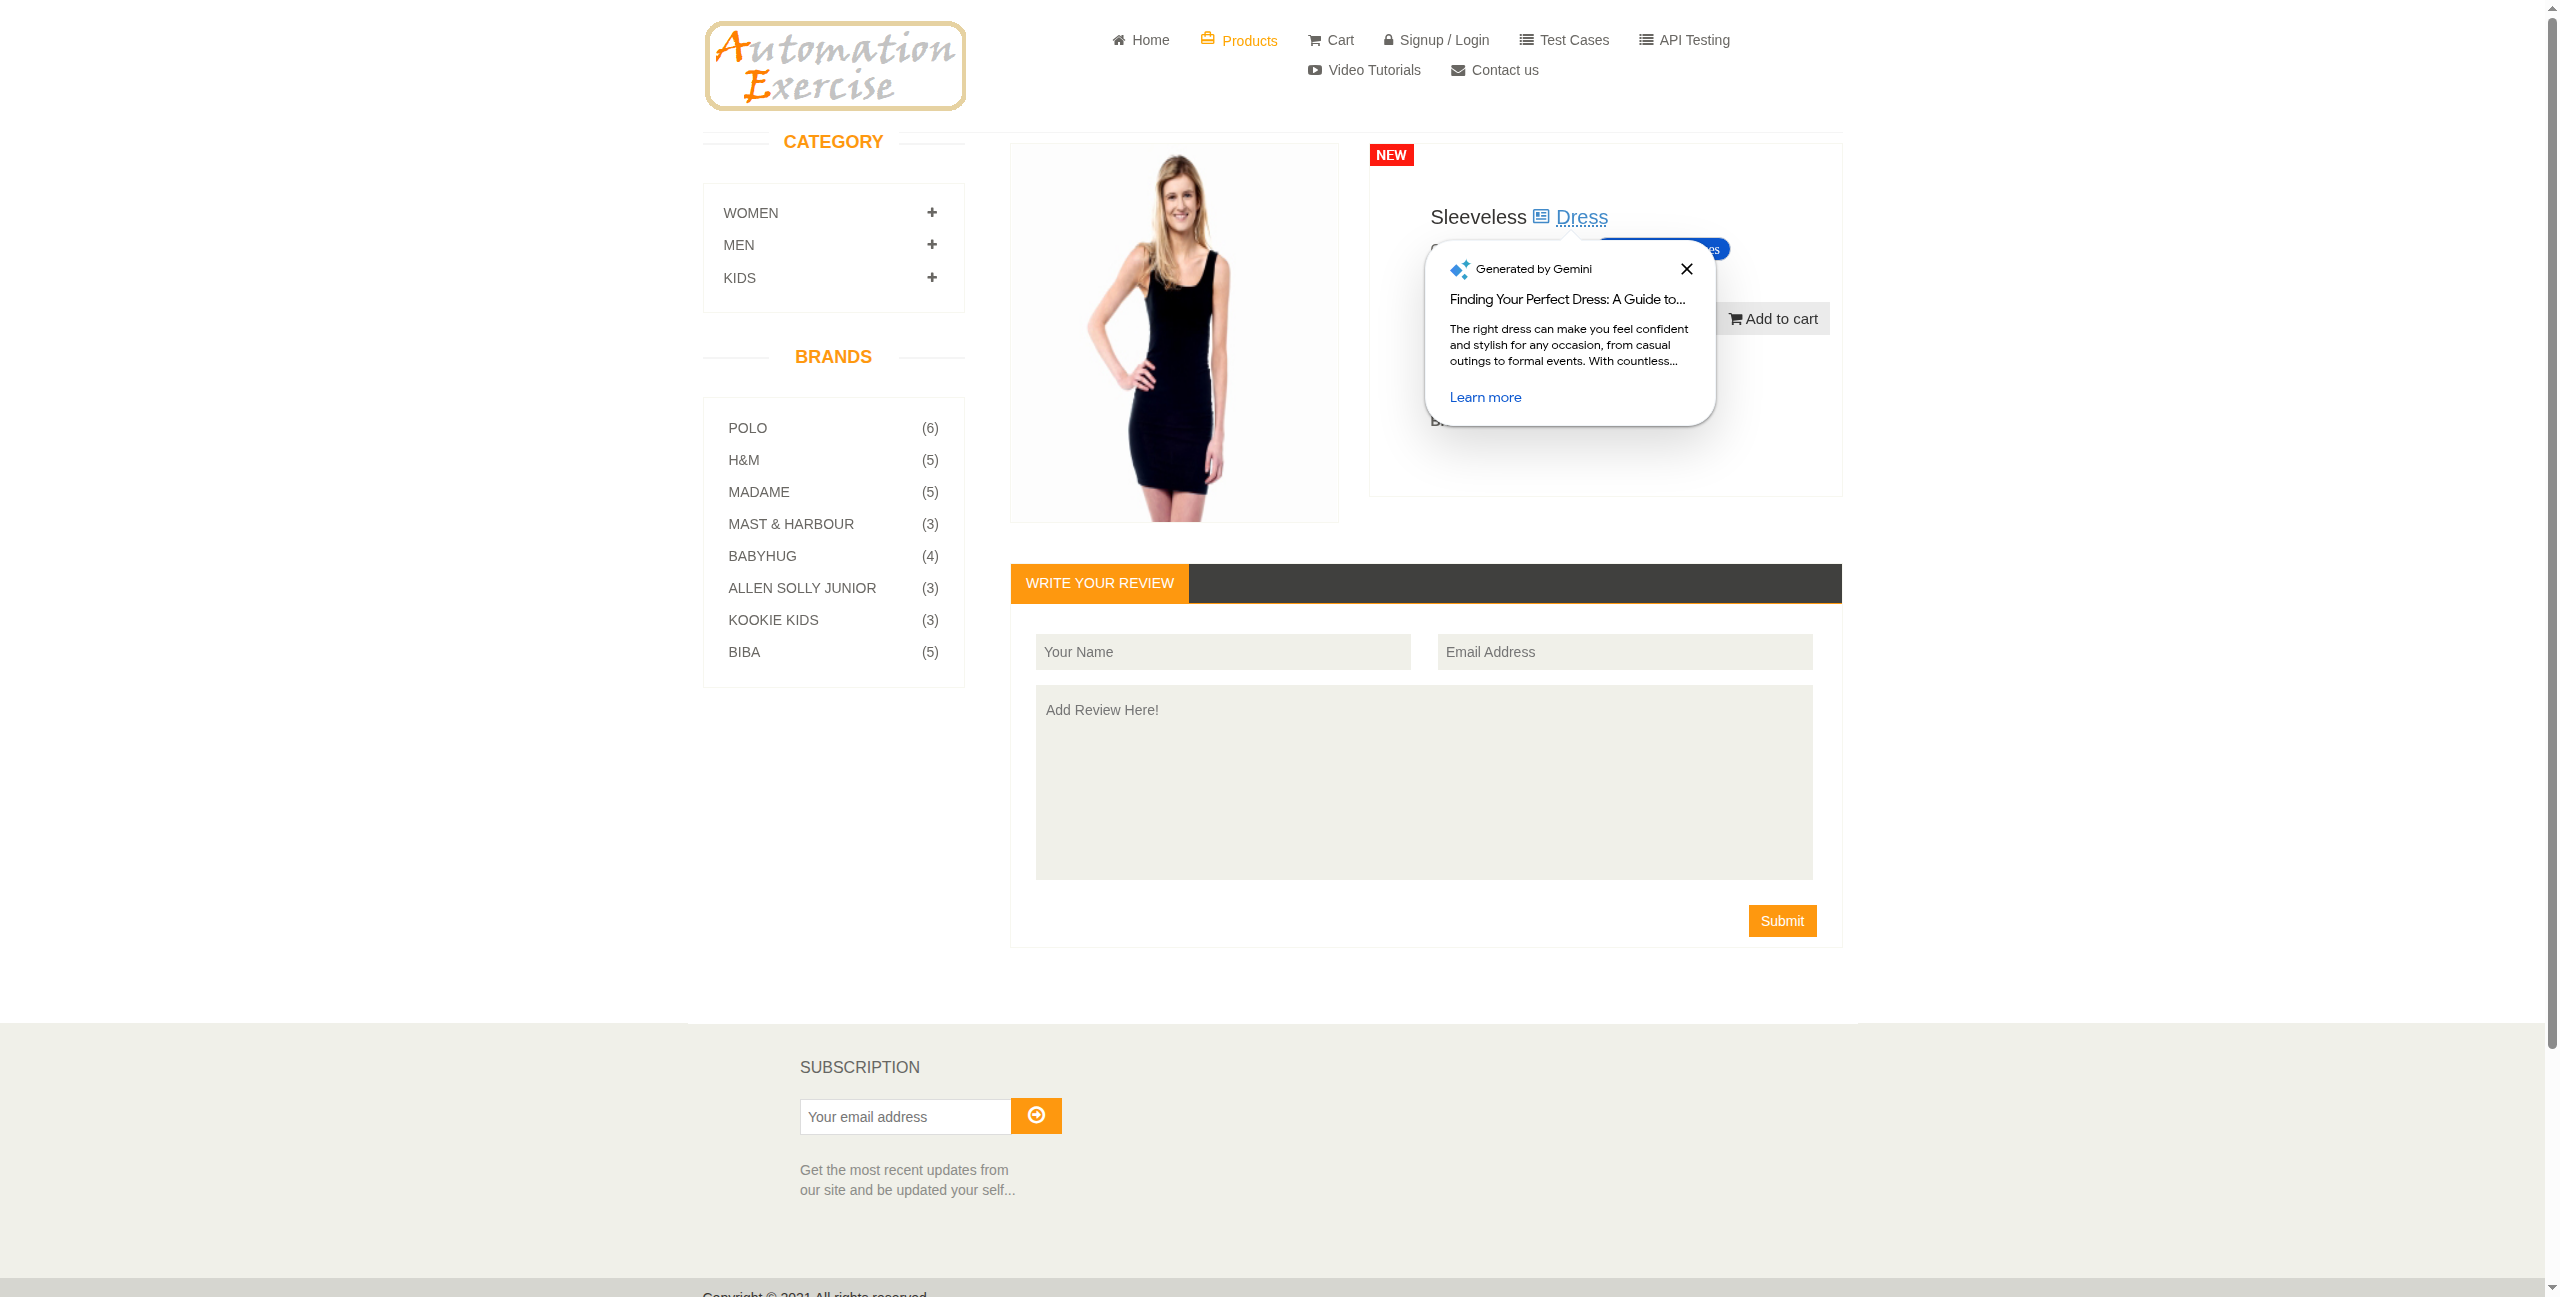 Automation
Exercise
Home
Products
Cart
Signup / Login
Test Cases
API Testing
Video Tutorials
Contact us
CATEGORY
WOMEN
MEN
KIDS
BRANDS
POLO (6)
H&M (5)
MADAME (5)
MAST & HARBOUR (3)
BABYHUG (4)
ALLEN SOLLY JUNIOR (3)
KOOKIE KIDS (3)
BIBA (5)
NEW
Sleeveless Dress
Generated by Gemini
Finding Your Perfect Dress: A Guide to...
The right dress can make you feel confident
and stylish for any occasion, from casual
outings to formal events. With countless...
Learn more
Add to cart
WRITE YOUR REVIEW
Your Name
Email Address
Add Review Here!
Submit
SUBSCRIPTION
Your email address
Get the most recent updates from
our site and be updated your self...
Copyright © 2021 All rights reserved